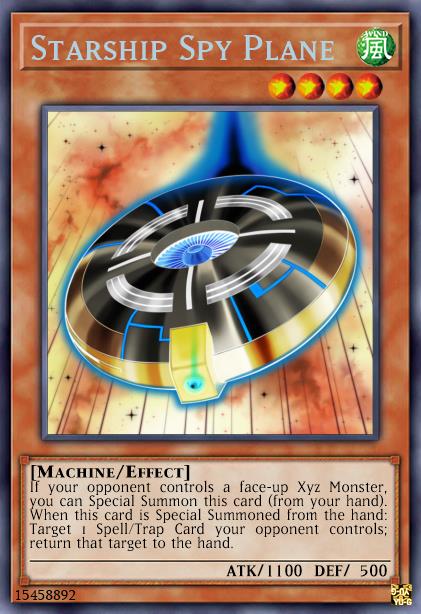 Starship Spy Plane
WIND
風
[Machine/Effect]
If your opponent controls a face-up Xyz Monster,
you can Special Summon this card (from your hand).
When this card is Special Summoned from the hand:
Target 1 Spell/Trap Card your opponent controls;
return that target to the hand.
ATK/1100 DEF/ 500
15458892